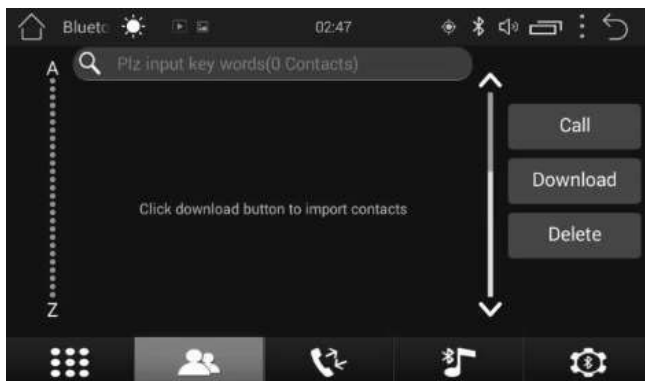 Blueto 02:47
A
Plz input key words(0 Contacts)
Call
Download
Click download button to import contacts
Delete
Z